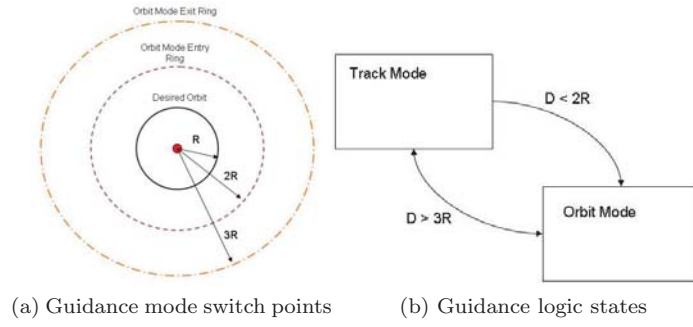 Orbit Mode Exit Ring
Orbit Mode Entry
Ring
Desired Orbit
R
2R
3R
Track Mode
D < 2R
D > 3R
Orbit Mode
(a) Guidance mode switch points
(b) Guidance logic states